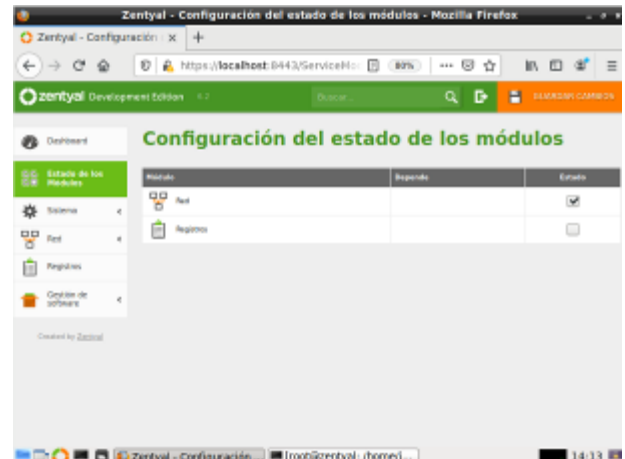 Zentyal - Configuración del estado de los módulos - Mozilla Firefox
Zentyal - Configuración
https://localhost:8443/ServiceMo
80%
zentyal Development Edition
Buscar...
GUARDAR CAMBIOS
Dashboard
Estado de los Módulos
Sistema
Red
Registros
Gestión de software
Created by Zentyal
Configuración del estado de los módulos
Módulo Depende Estado
Red
Registros
Zentyal - Configuración...
[root@zentyal: /home/...
14:13